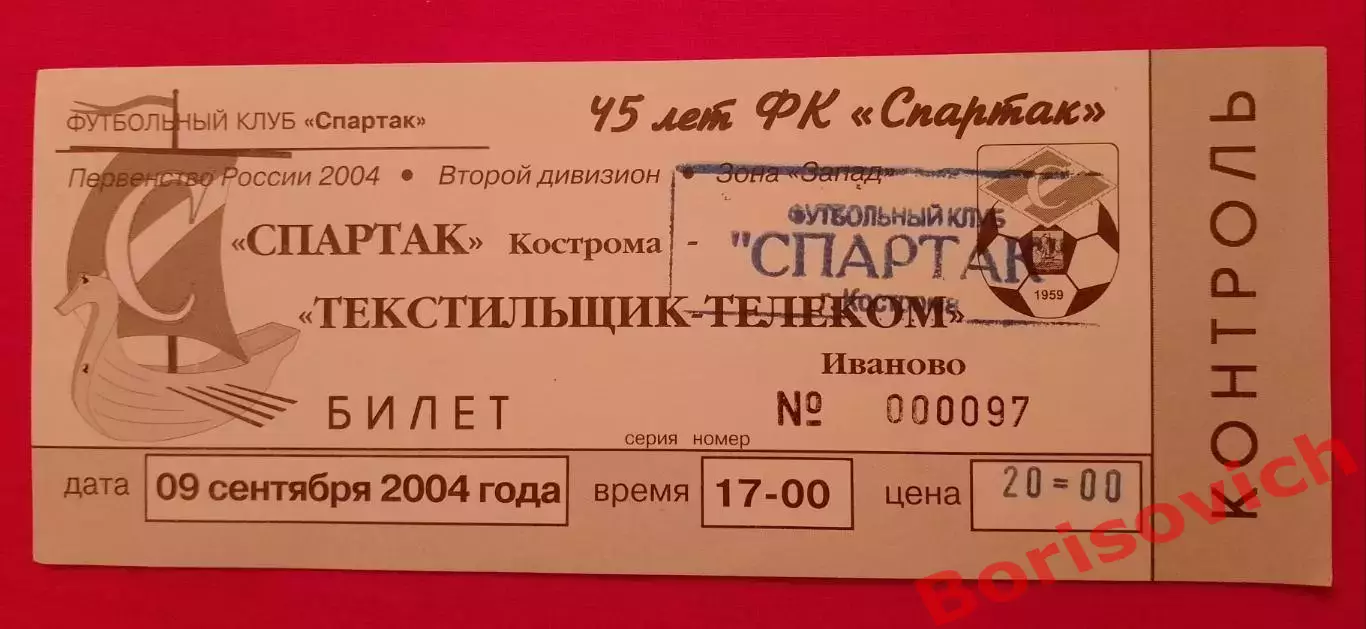 ФУТБОЛЬНЫЙ КЛУБ «Спартак»
45 лет ФК «Спартак»
Первенство России 2004 • Второй дивизион • Зона «Запад»
«СПАРТАК» Кострома -
«ТЕКСТИЛЬЩИК-ТЕЛЕКОМ»
Иваново
ФУТБОЛЬНЫЙ КЛУБ
"СПАРТАК"
г. Кострома
С
С
1959
БИЛЕТ
№ 000097
серия номер
дата 09 сентября 2004 года время 17-00 цена 20=00
КОНТРОЛЬ
Borisovich